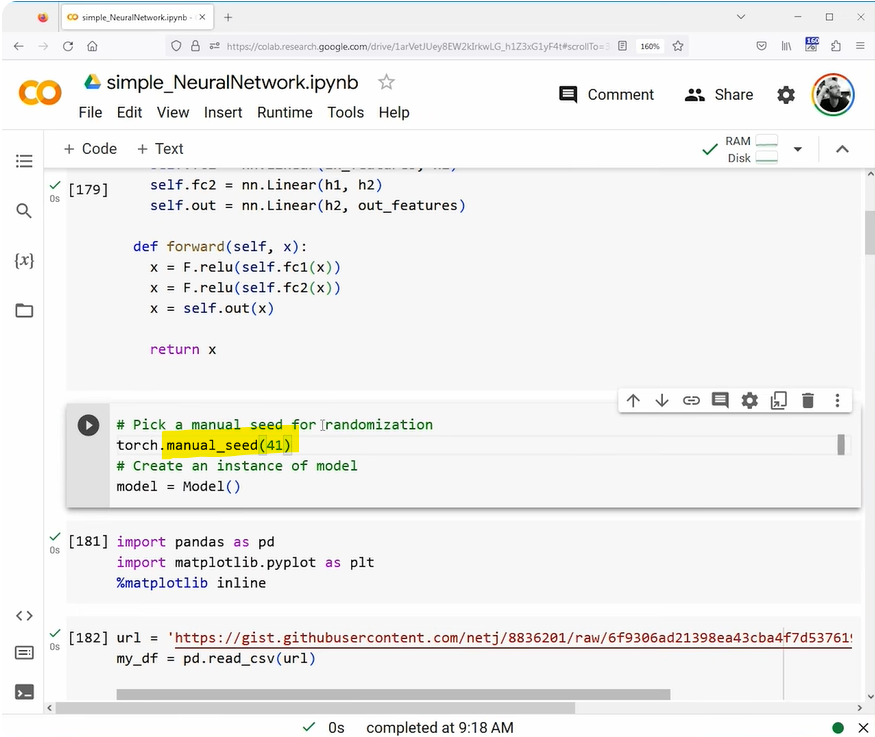 simple_NeuralNetwork.ipynb -
https://colab.research.google.com/drive/1arVetJUey8EW2kIrkwLG_h1Z3xG1yF4t#scrollTo=3
160%
160
simple_NeuralNetwork.ipynb
Comment
Share
File Edit View Insert Runtime Tools Help
+ Code + Text
RAM
Disk
[179]
0s
self.fc2 = nn.Linear(h1, h2)
self.out = nn.Linear(h2, out_features)
def forward(self, x):
x = F.relu(self.fc1(x))
x = F.relu(self.fc2(x))
x = self.out(x)
return x
# Pick a manual seed for randomization
torch.manual_seed(41)
# Create an instance of model
model = Model()
[181] import pandas as pd
0s
import matplotlib.pyplot as plt
%matplotlib inline
[182] url = 'https://gist.githubusercontent.com/netj/8836201/raw/6f9306ad21398ea43cba4f7d537619
0s
my_df = pd.read_csv(url)
0s completed at 9:18 AM